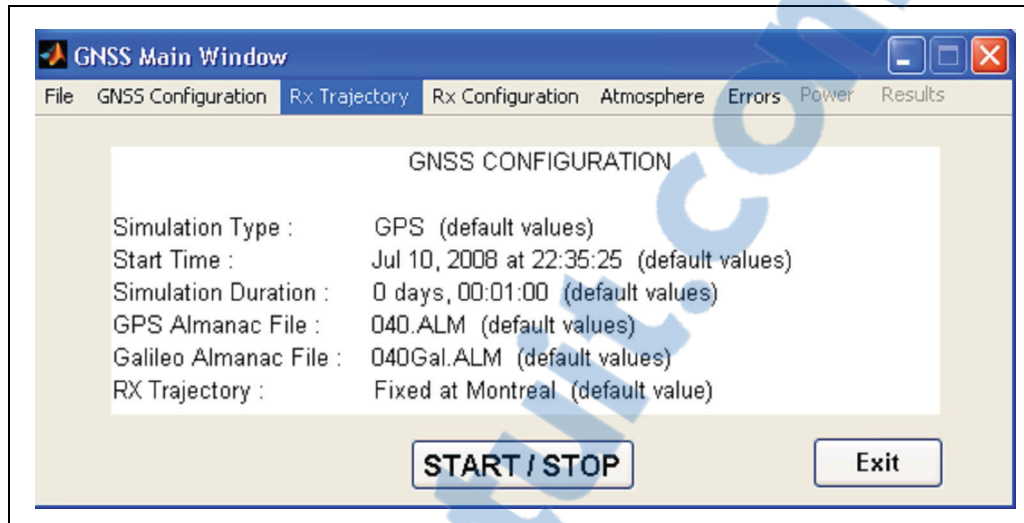 GNSS Main Window
File GNSS Configuration Rx Trajectory Rx Configuration Atmosphere Errors Power Results
GNSS CONFIGURATION
Simulation Type : GPS (default values)
Start Time : Jul 10, 2008 at 22:35:25 (default values)
Simulation Duration : 0 days, 00:01:00 (default values)
GPS Almanac File : 040.ALM (default values)
Galileo Almanac File : 040Gal.ALM (default values)
RX Trajectory : Fixed at Montreal (default value)
START / STOP Exit